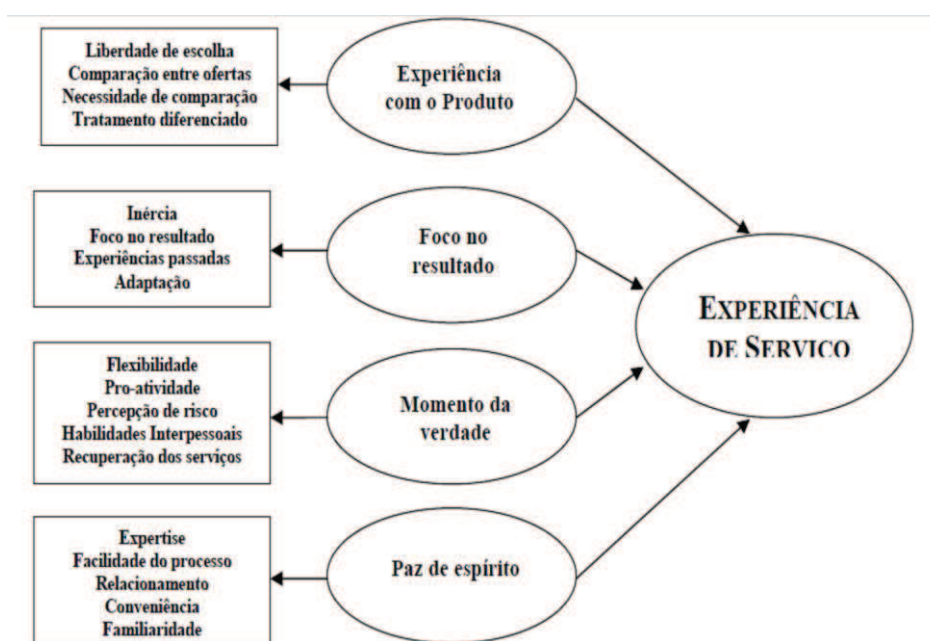 Liberdade de escolha
Comparação entre ofertas
Necessidade de comparação
Tratamento diferenciado
Experiência
com o Produto
Inércia
Foco no resultado
Experiências passadas
Adaptação
Foco no
resultado
EXPERIÊNCIA
DE SERVICO
Flexibilidade
Pro-atividade
Percepção de risco
Habilidades Interpessoais
Recuperação dos serviços
Momento da
verdade
Expertise
Facilidade do processo
Relacionamento
Conveniência
Familiaridade
Paz de espírito